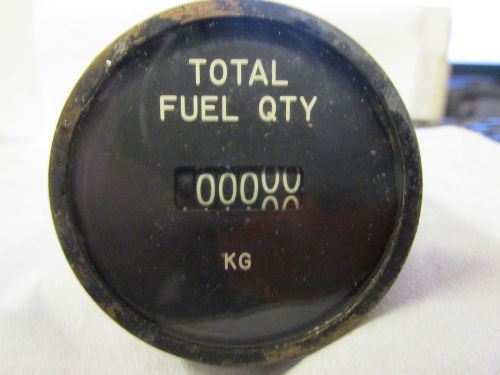 TOTAL
FUEL QTY
00000
KG